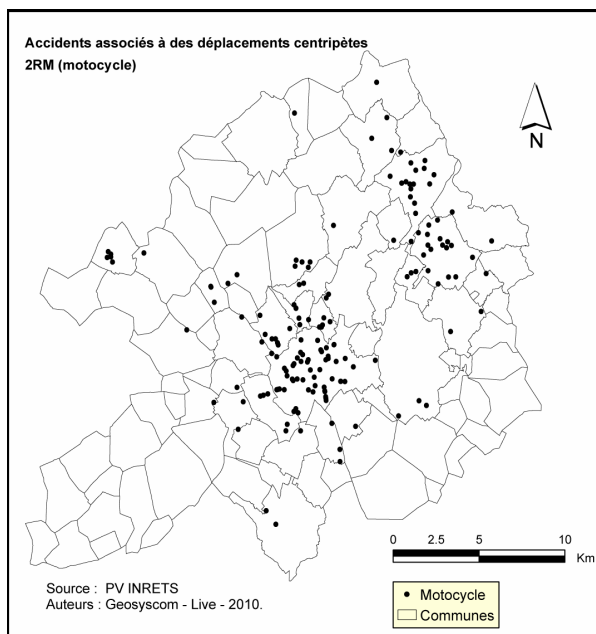 Accidents associés à des déplacements centripètes
2RM (motocycle)
N
0 5 10
Km
Source : PV INRETS
Auteurs : Geosyscom - Live - 2010.
2.5
Motocycle
Communes